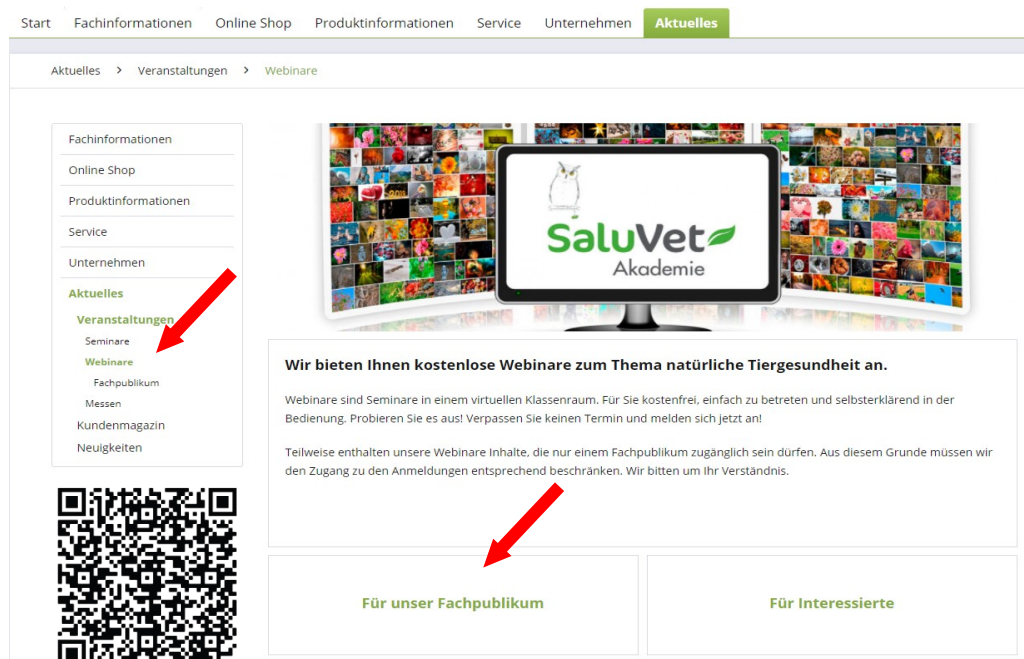 Start Fachinformationen Online Shop Produktinformationen Service Unternehmen Aktuelles
Aktuelles > Veranstaltungen > Webinare
Fachinformationen
Online Shop
Produktinformationen
Service
Unternehmen
Aktuelles
Veranstaltungen
Seminare
Webinare
Fachpublikum
Messen
Kundenmagazin
Neuigkeiten
SaluVet
Akademie
Wir bieten Ihnen kostenlose Webinare zum Thema natürliche Tiergesundheit an.
Webinare sind Seminare in einem virtuellen Klassenraum. Für Sie kostenfrei, einfach zu betreten und selbsterklärend in der
Bedienung. Probieren Sie es aus! Verpassen Sie keinen Termin und melden sich jetzt an!
Teilweise enthalten unsere Webinare Inhalte, die nur einem Fachpublikum zugänglich sein dürfen. Aus diesem Grunde müssen wir
den Zugang zu den Anmeldungen entsprechend beschränken. Wir bitten um Ihr Verständnis.
Für unser Fachpublikum
Für Interessierte